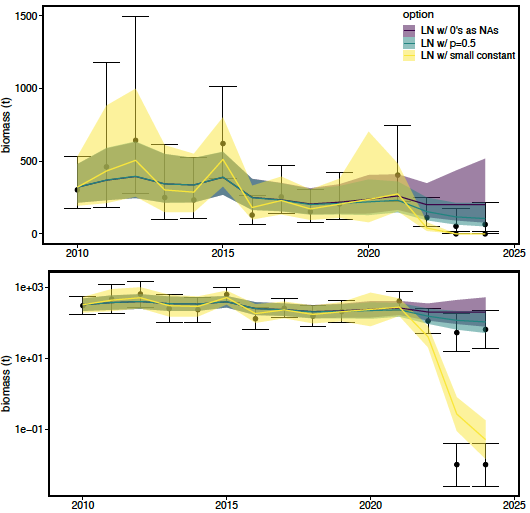 option
LN w/ 0's as NAs
LN w/ p=0.5
LN w/ small constant
biomass (t)
1500
1000
500
0
2010
2015
2020
2025
biomass (t)
1e+03
1e+01
1e−01
2010
2015
2020
2025